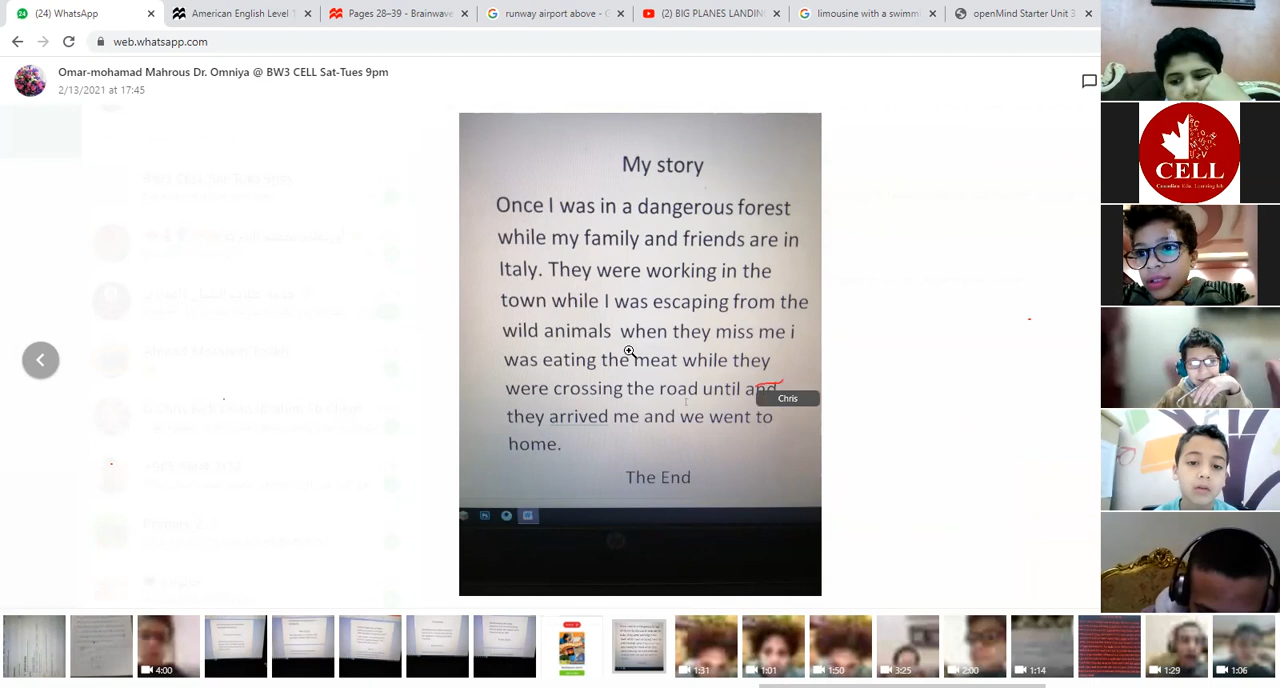 (24) WhatsApp
American English Level 1
Pages 28–39 - Brainwave
runway airport above - G
(2) BIG PLANES LANDIN
limousine with a swimm
openMind Starter Unit 3
web.whatsapp.com
Omar-mohamad Mahrous Dr. Omniya @ BW3 CELL Sat-Tues 9pm
2/13/2021 at 17:45
My story
Once I was in a dangerous forest
while my family and friends are in
Italy. They were working in the
town while I was escaping from the
wild animals when they miss me i
was eating the meat while they
were crossing the road until and
Chris
they arrived me and we went to
home.
The End
CELL
4:00
1:31
1:01
1:50
3:25
2:00
1:14
1:29
1:06